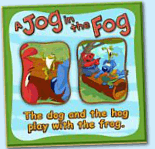 A Jog in the Fog
The dog and the hog
play with the frog.